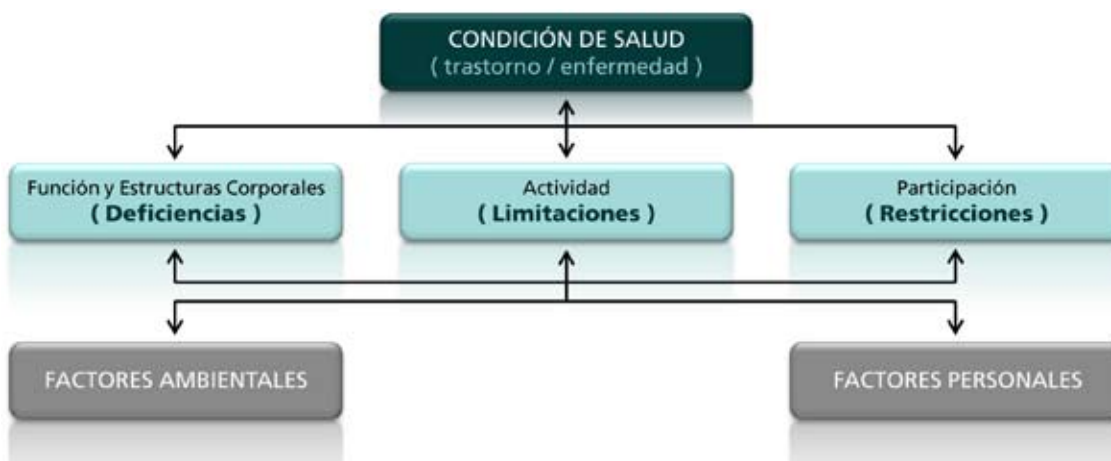 CONDICIÓN DE SALUD
( trastorno / enfermedad )
Función y Estructuras Corporales
( Deficiencias )
Actividad
( Limitaciones )
Participación
( Restricciones )
FACTORES AMBIENTALES
FACTORES PERSONALES